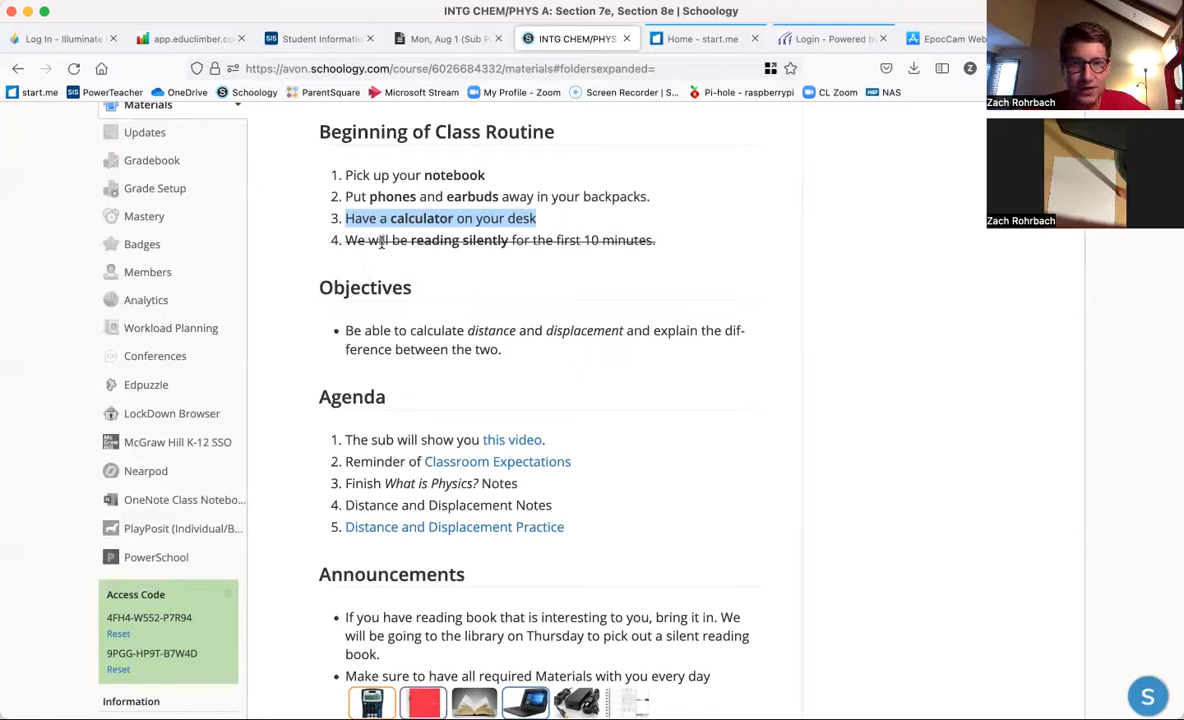 INTG CHEM/PHYS A: Section 7e, Section 8e | Schoology
Log In - Illuminate
app.educlimber.co
Student Informatio
Mon, Aug 1 (Sub P
INTG CHEM/PHYS
Home - start.me
Login - Powered by
EpocCam Web
https://avon.schoology.com/course/6026684332/materials#foldersexpanded=
start.me
PowerTeacher
OneDrive
Schoology
ParentSquare
Microsoft Stream
My Profile - Zoom
Screen Recorder | S...
Pi-hole - raspberrypi
CL Zoom
NAS
Zach Rohrbach
Zach Rohrbach
Materials
Updates
Gradebook
Grade Setup
Mastery
Badges
Members
Analytics
Workload Planning
Conferences
Edpuzzle
LockDown Browser
McGraw Hill K-12 SSO
Nearpod
OneNote Class Notebo...
PlayPosit (Individual/B...
PowerSchool
Access Code
4FH4-W552-P7R94
Reset
9PGG-HP9T-B7W4D
Reset
Information
Beginning of Class Routine
1. Pick up your notebook
2. Put phones and earbuds away in your backpacks.
3. Have a calculator on your desk
4. We will be reading silently for the first 10 minutes.
Objectives
• Be able to calculate distance and displacement and explain the dif-
ference between the two.
Agenda
1. The sub will show you this video.
2. Reminder of Classroom Expectations
3. Finish What is Physics? Notes
4. Distance and Displacement Notes
5. Distance and Displacement Practice
Announcements
• If you have reading book that is interesting to you, bring it in. We
will be going to the library on Thursday to pick out a silent reading
book.
• Make sure to have all required Materials with you every day
S